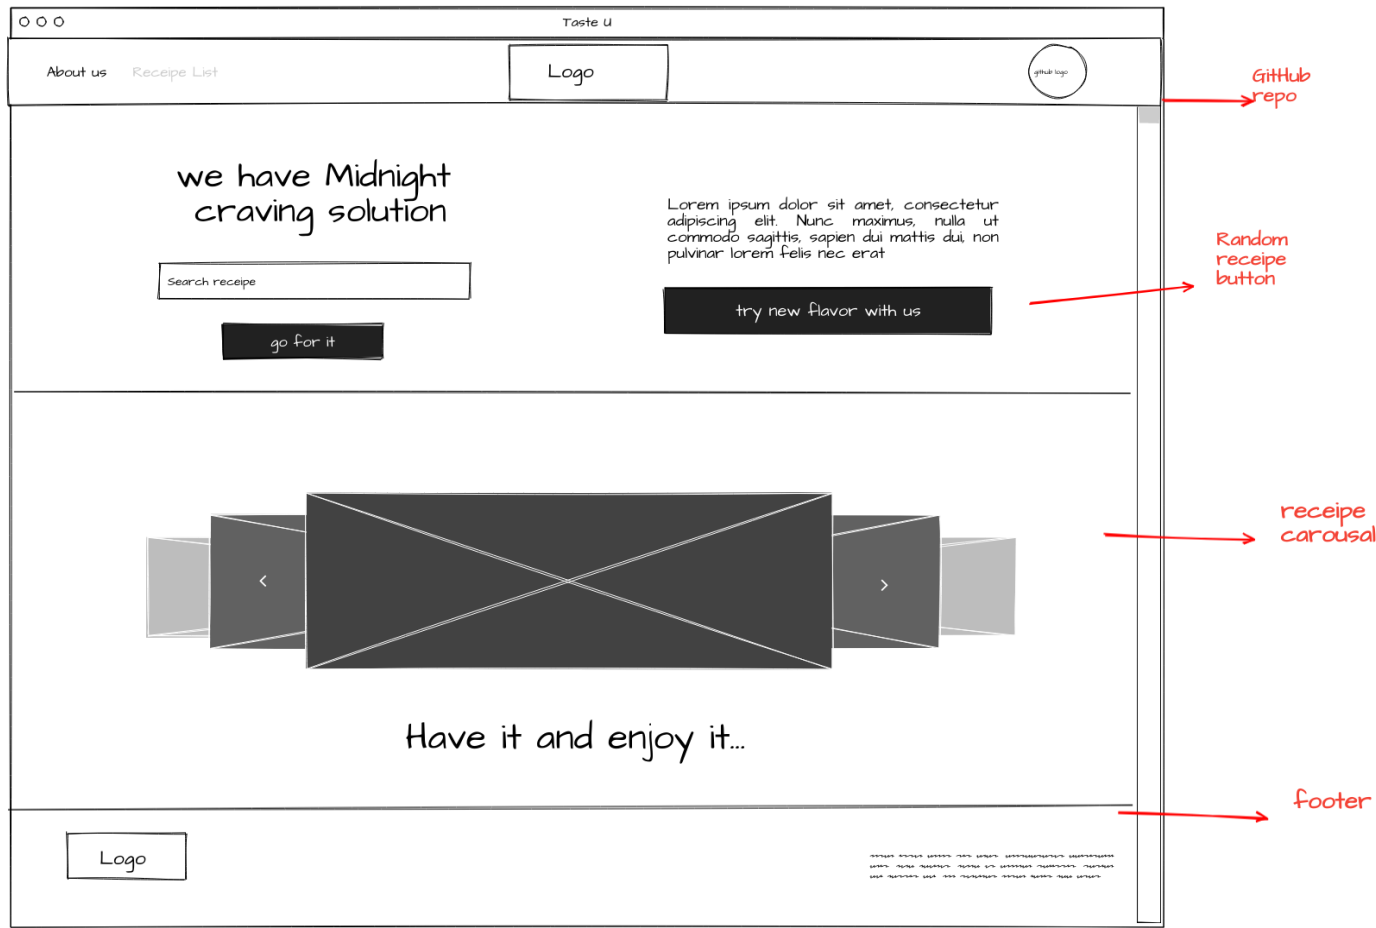 Taste U
About us
Receipe List
Logo
github logo
GitHub
repo
we have Midnight
craving solution
Search receipe
go for it
Lorem ipsum dolor sit amet, consectetur
adipiscing elit. Nunc maximus, nulla ut
commodo sagittis, sapien dui mattis dui, non
pulvinar lorem felis nec erat
try new flavor with us
Random
receipe
button
receipe
carousal
Have it and enjoy it...
footer
Logo